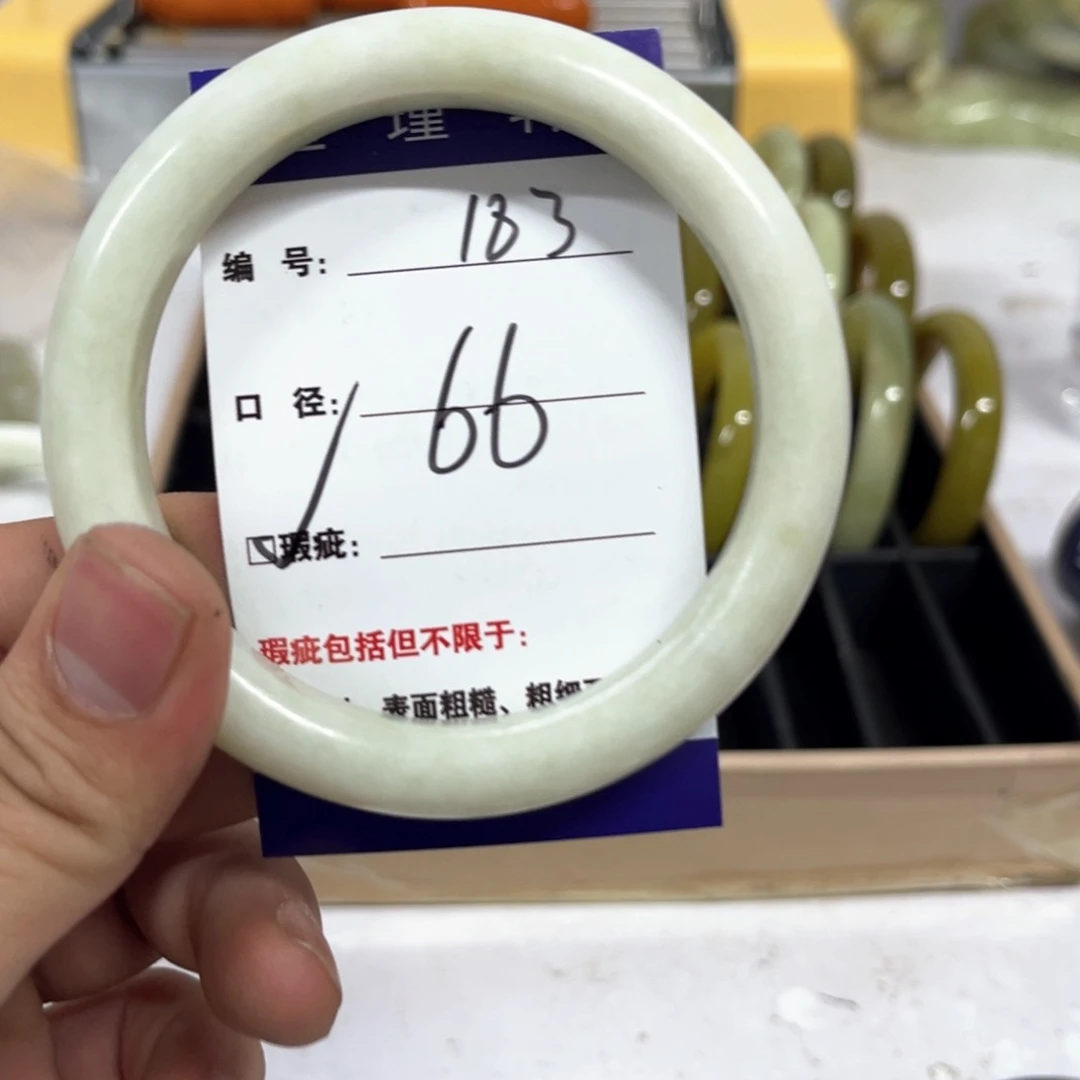 理
编 号: 183
口 径: 66
☑瑕疵:
瑕疵包括但不限于:
表面粗糙、粗细